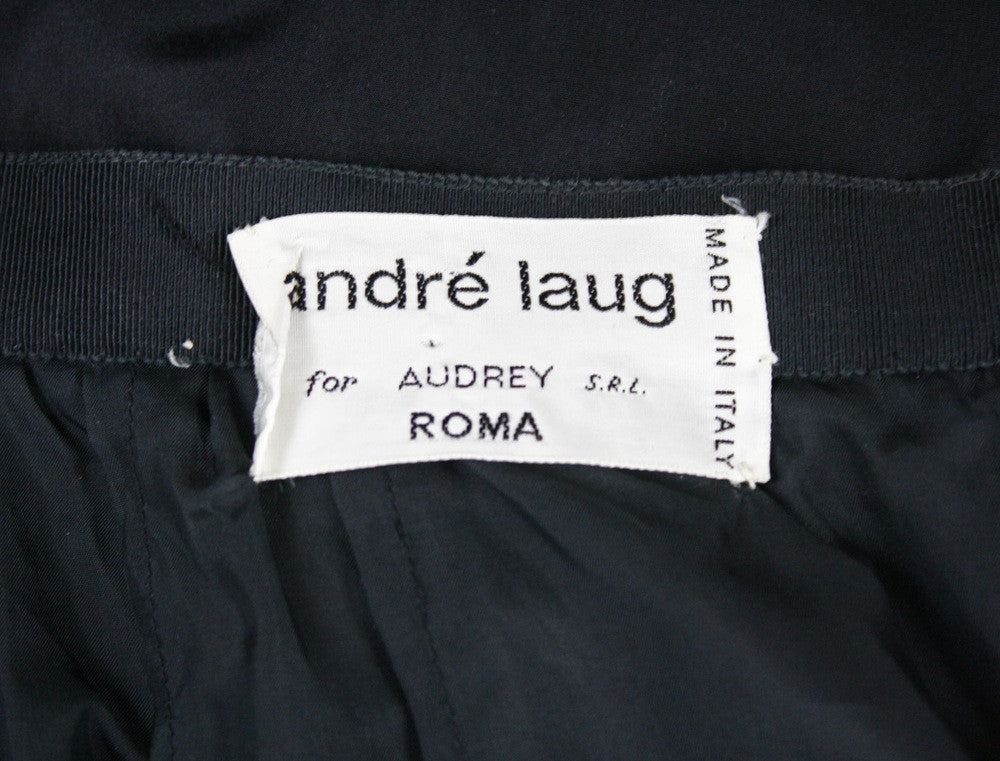 andré laug
for AUDREY S.R.L.
ROMA
MADE IN ITALY